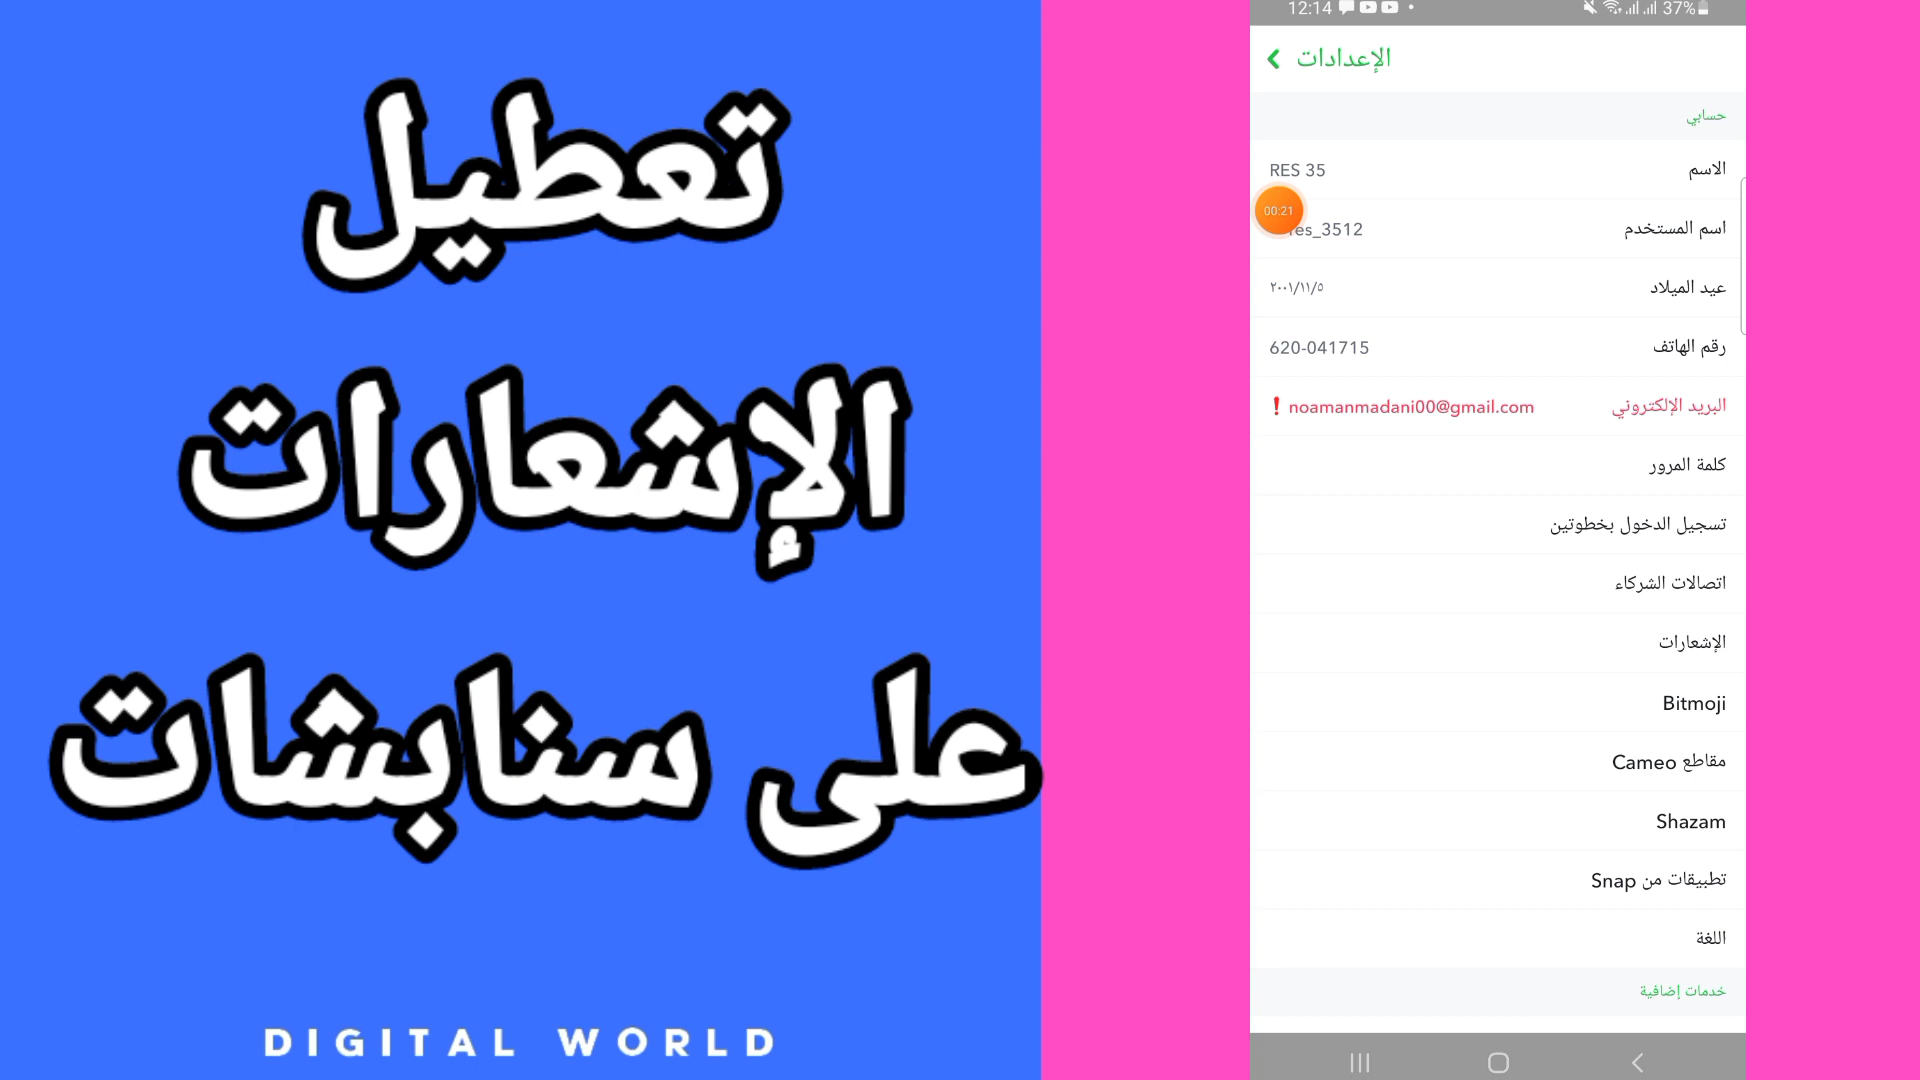 تعطيل
الإشعارات
على سنابشات
DIGITAL WORLD
12:14
37%
الإعدادات
حسابي
الاسم RES 35
00:21
اسم المستخدم res_3512
عيد الميلاد ٢٠٠١/١١/٥
رقم الهاتف 620-041715
البريد الإلكتروني noamanmadani00@gmail.com !
كلمة المرور
تسجيل الدخول بخطوتين
اتصالات الشركاء
الإشعارات
Bitmoji
مقاطع Cameo
Shazam
تطبيقات من Snap
اللغة
خدمات إضافية